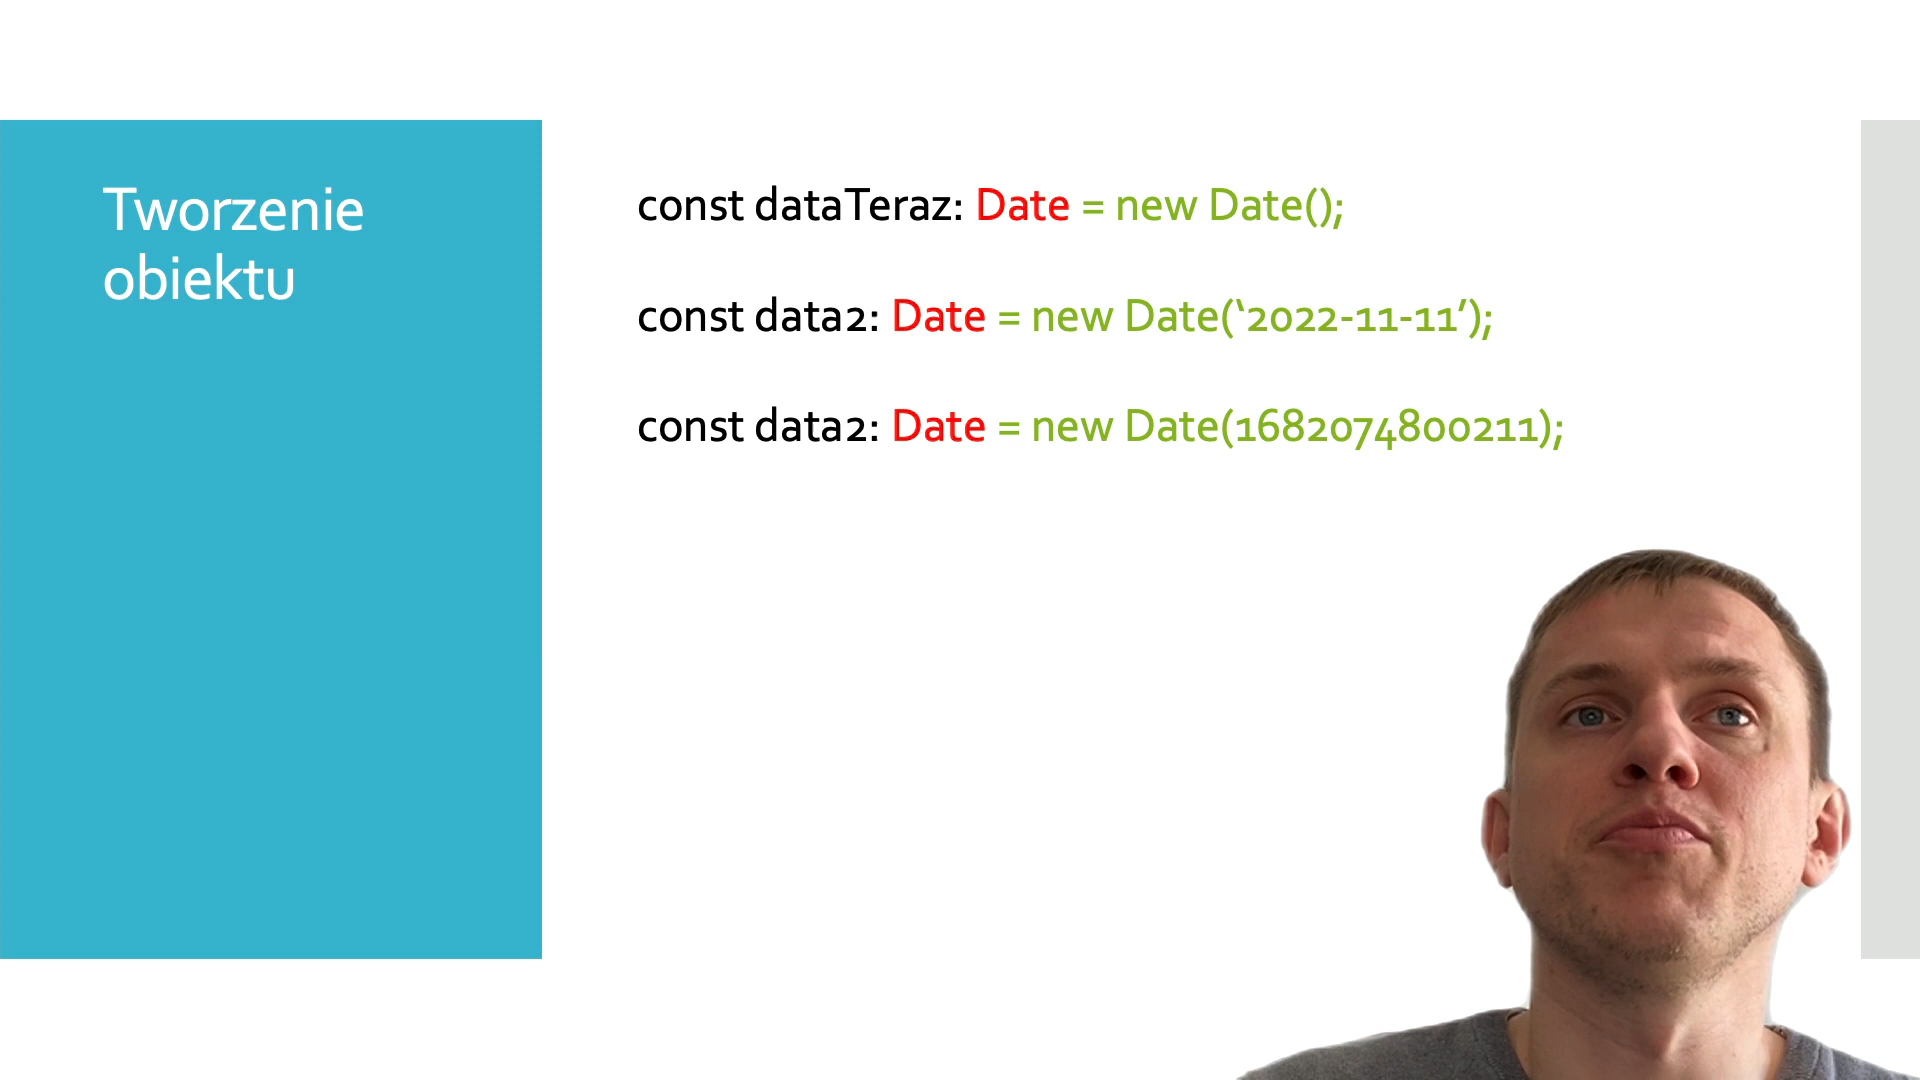 Tworzenie
obiektu
const dataTeraz: Date = new Date();
const data2: Date = new Date(‘2022-11-11’);
const data2: Date = new Date(1682074800211);